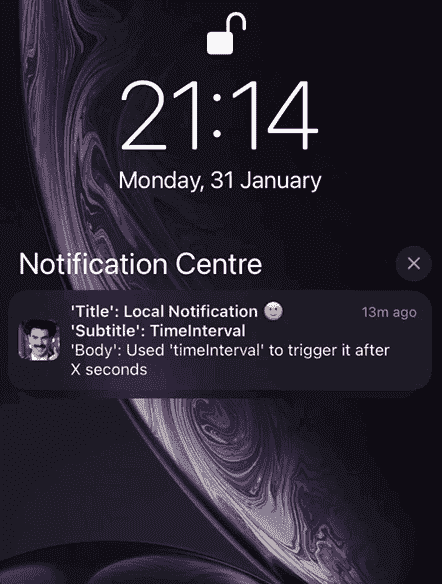 21:14
Monday, 31 January
Notification Centre
'Title': Local Notification 🙂 13m ago
'Subtitle': TimeInterval
'Body': Used 'timeInterval' to trigger it after
X seconds